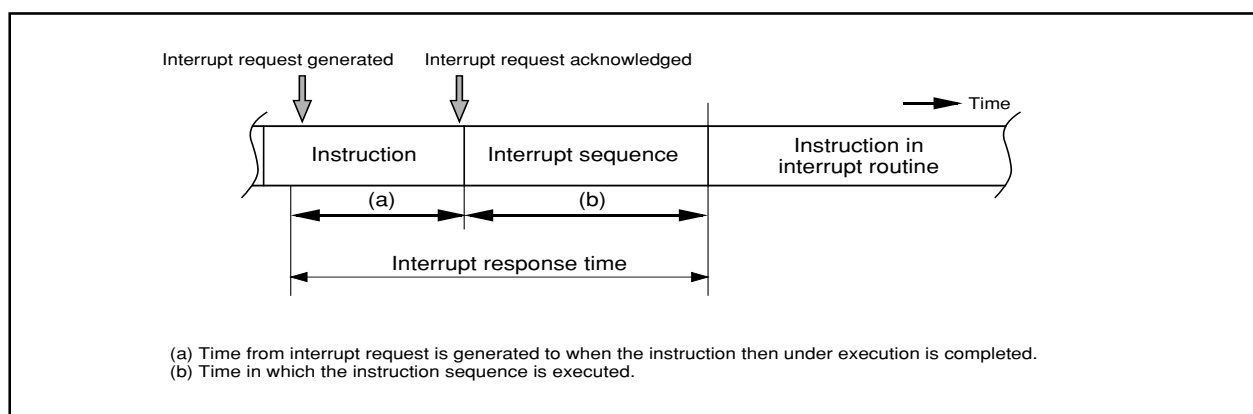 Interrupt request generated
Interrupt request acknowledged
Time
Instruction
Interrupt sequence
Instruction in
interrupt routine
(a)
(b)
Interrupt response time
(a) Time from interrupt request is generated to when the instruction then under execution is completed.
(b) Time in which the instruction sequence is executed.